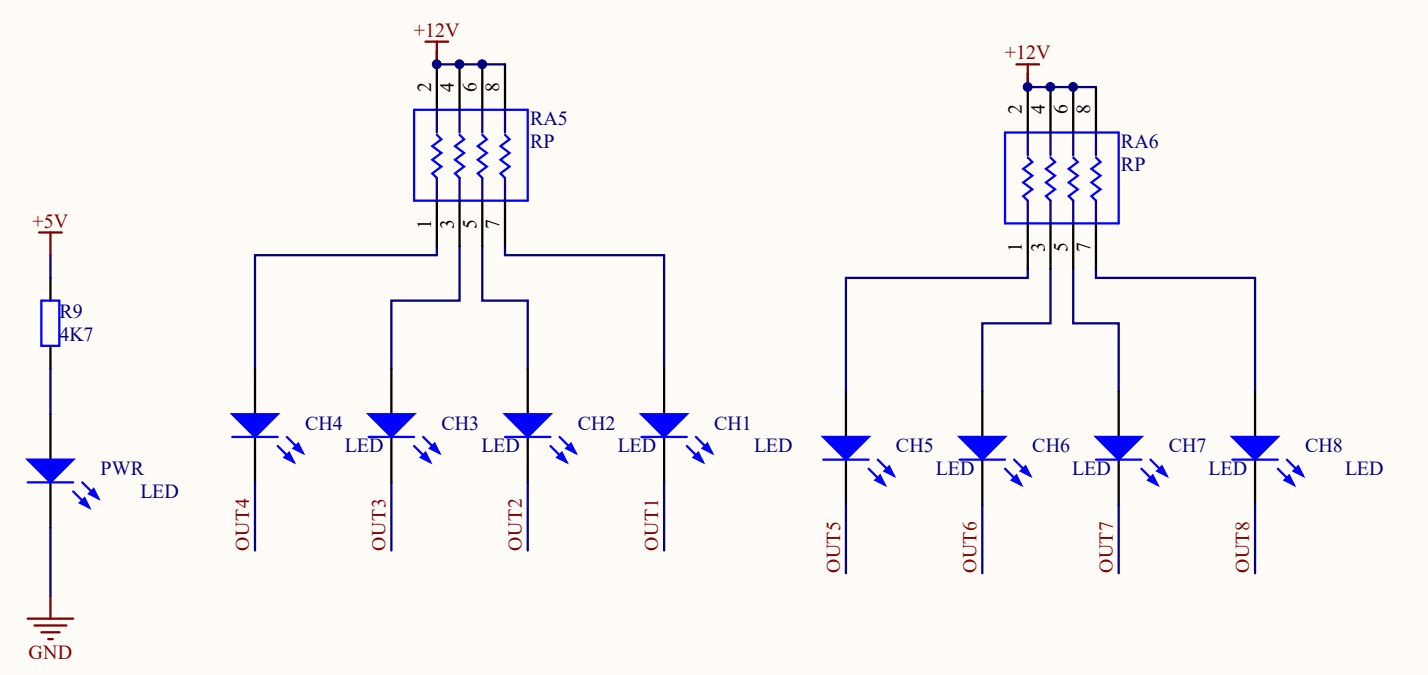 +5V
R9
4K7
PWR
LED
GND
+12V
2 4 6 8
RA5
RP
1 3 5 7
CH4
LED
CH3
LED
CH2
LED
CH1
LED
OUT4
OUT3
OUT2
OUT1
+12V
2 4 6 8
RA6
RP
1 3 5 7
CH5
LED
CH6
LED
CH7
LED
CH8
LED
OUT5
OUT6
OUT7
OUT8